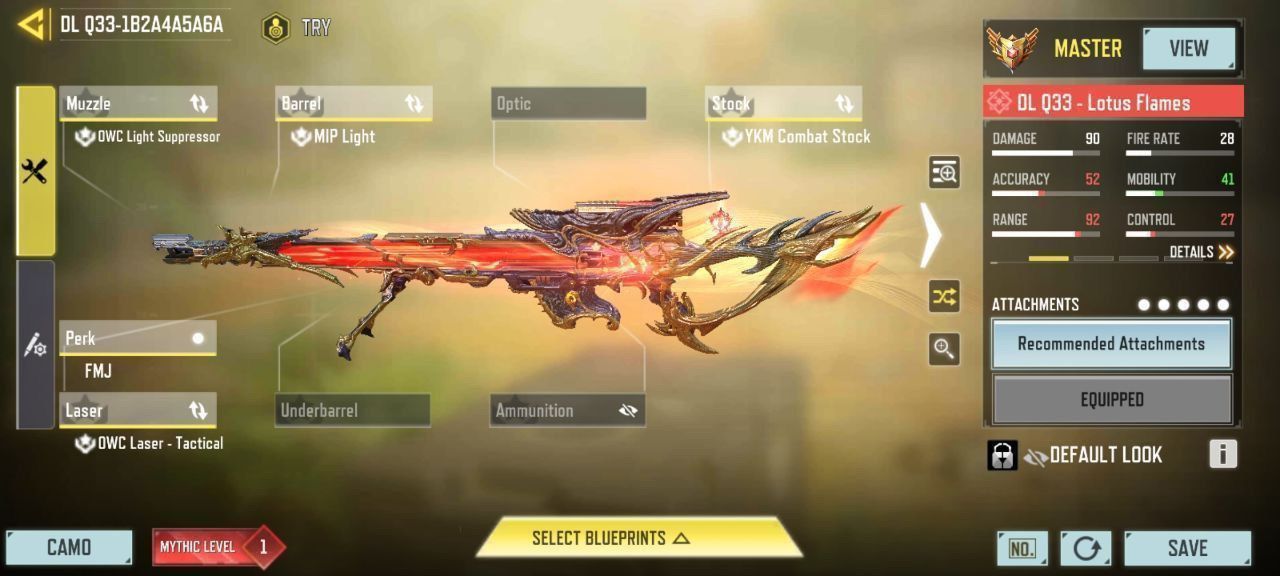 DL Q33-1B2A4A5A6A
TRY
MASTER
VIEW
Muzzle
OWC Light Suppressor
Barrel
MIP Light
Optic
Stock
YKM Combat Stock
DL Q33 - Lotus Flames
DAMAGE 90 FIRE RATE 28
ACCURACY 52 MOBILITY 41
RANGE 92 CONTROL 27
DETAILS
ATTACHMENTS
Recommended Attachments
EQUIPPED
DEFAULT LOOK
i
Perk
FMJ
Laser
OWC Laser - Tactical
Underbarrel
Ammunition
CAMO
MYTHIC LEVEL 1
SELECT BLUEPRINTS
NO.
SAVE